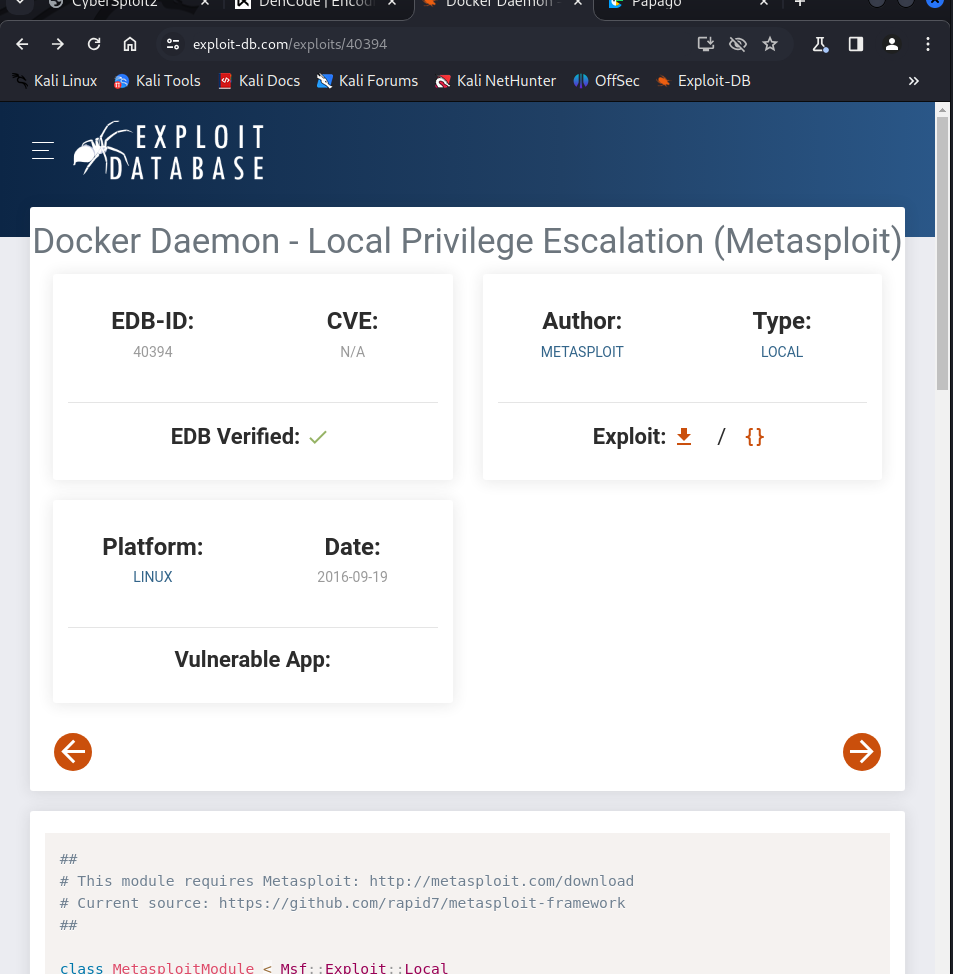 CyberSploit2
DenCode | Encodi
Docker Daemon -
Papago
exploit-db.com/exploits/40394
Kali Linux
Kali Tools
Kali Docs
Kali Forums
Kali NetHunter
OffSec
Exploit-DB
»
EXPLOIT
DATABASE
Docker Daemon - Local Privilege Escalation (Metasploit)
EDB-ID:
40394
CVE:
N/A
EDB Verified:
Author:
METASPLOIT
Type:
LOCAL
Exploit: / {}
Platform:
LINUX
Date:
2016-09-19
Vulnerable App:
##
# This module requires Metasploit: http://metasploit.com/download
# Current source: https://github.com/rapid7/metasploit-framework
##
class MetasploitModule < Msf::Exploit::Local